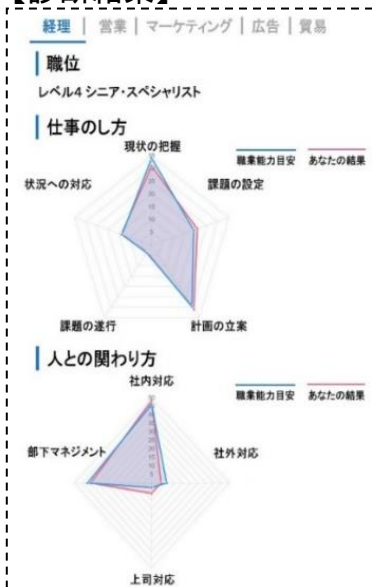 経理 | 営業 | マーケティング | 広告 | 貿易
職位
レベル4 シニア・スペシャリスト
仕事のし方
現状の把握
職業能力目安 あなたの結果
状況への対応
課題の設定
課題の遂行
計画の立案
人との関わり方
社内対応
職業能力目安 あなたの結果
部下マネジメント
社外対応
上司対応